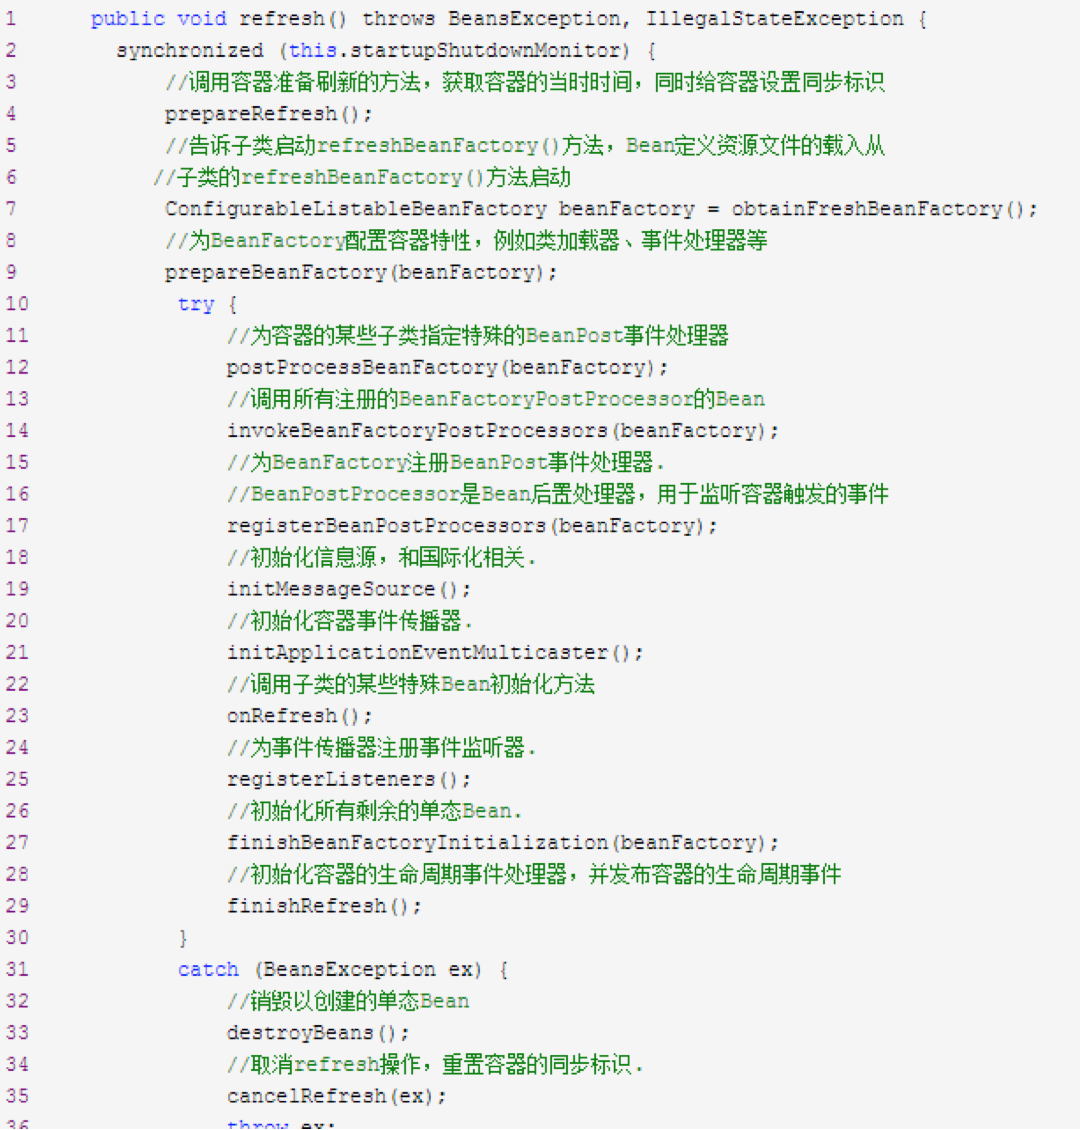 1 public void refresh() throws BeansException, IllegalStateException {
2 synchronized (this.startupShutdownMonitor) {
3 //调用容器准备刷新的方法，获取容器的当时时间，同时给容器设置同步标识
4 prepareRefresh();
5 //告诉子类启动refreshBeanFactory()方法，Bean定义资源文件的载入从
6 //子类的refreshBeanFactory()方法启动
7 ConfigurableListableBeanFactory beanFactory = obtainFreshBeanFactory();
8 //为BeanFactory配置容器特性，例如类加载器、事件处理器等
9 prepareBeanFactory(beanFactory);
10 try {
11 //为容器的某些子类指定特殊的BeanPost事件处理器
12 postProcessBeanFactory(beanFactory);
13 //调用所有注册的BeanFactoryPostProcessor的Bean
14 invokeBeanFactoryPostProcessors(beanFactory);
15 //为BeanFactory注册BeanPost事件处理器.
16 //BeanPostProcessor是Bean后置处理器，用于监听容器触发的事件
17 registerBeanPostProcessors(beanFactory);
18 //初始化信息源，和国际化相关.
19 initMessageSource();
20 //初始化容器事件传播器.
21 initApplicationEventMulticaster();
22 //调用子类的某些特殊Bean初始化方法
23 onRefresh();
24 //为事件传播器注册事件监听器.
25 registerListeners();
26 //初始化所有剩余的单态Bean.
27 finishBeanFactoryInitialization(beanFactory);
28 //初始化容器的生命周期事件处理器，并发布容器的生命周期事件
29 finishRefresh();
30 }
31 catch (BeansException ex) {
32 //销毁以创建的单态Bean
33 destroyBeans();
34 //取消refresh操作，重置容器的同步标识.
35 cancelRefresh(ex);
36 throw ex;